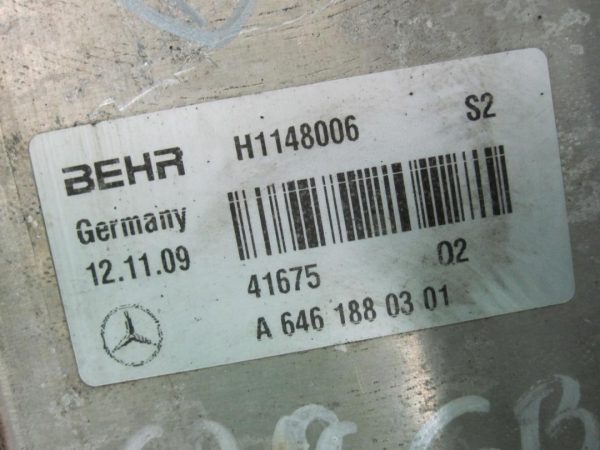 BEHR H1148006 S2
Germany
12.11.09 41675 02
A 646 188 03 01